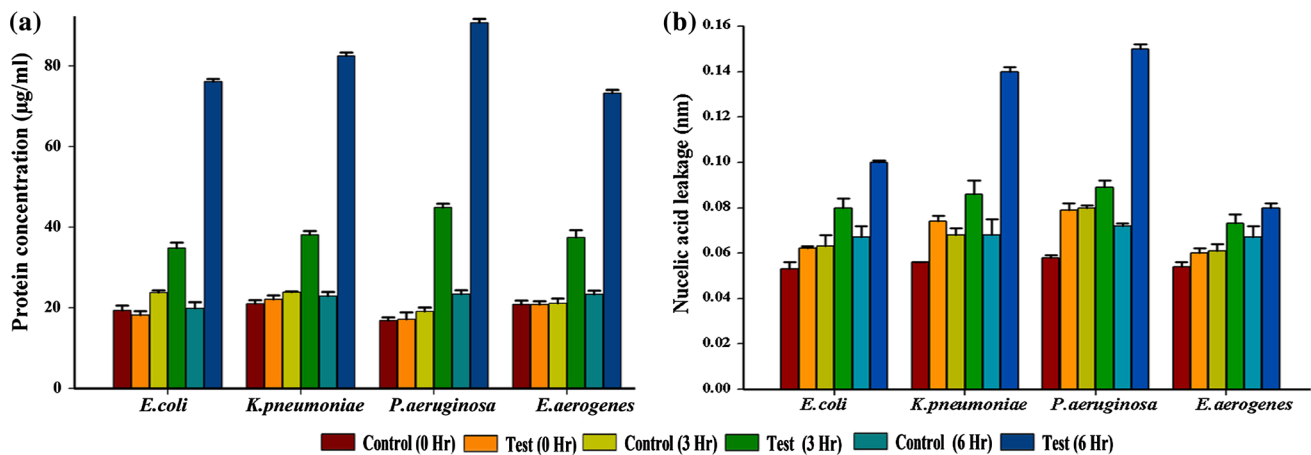 (a)
Protein concentration (µg/ml)
80
60
40
20
0
E.coli
K.pneumoniae
P.aeruginosa
E.aerogenes
(b)
Nucelic acid leakage (nm)
0.16
0.14
0.12
0.10
0.08
0.06
0.04
0.02
0.00
E.coli
K.pneumoniae
P.aeruginosa
E.aerogenes
Control (0 Hr) Test (0 Hr) Control (3 Hr) Test (3 Hr) Control (6 Hr) Test (6 Hr)